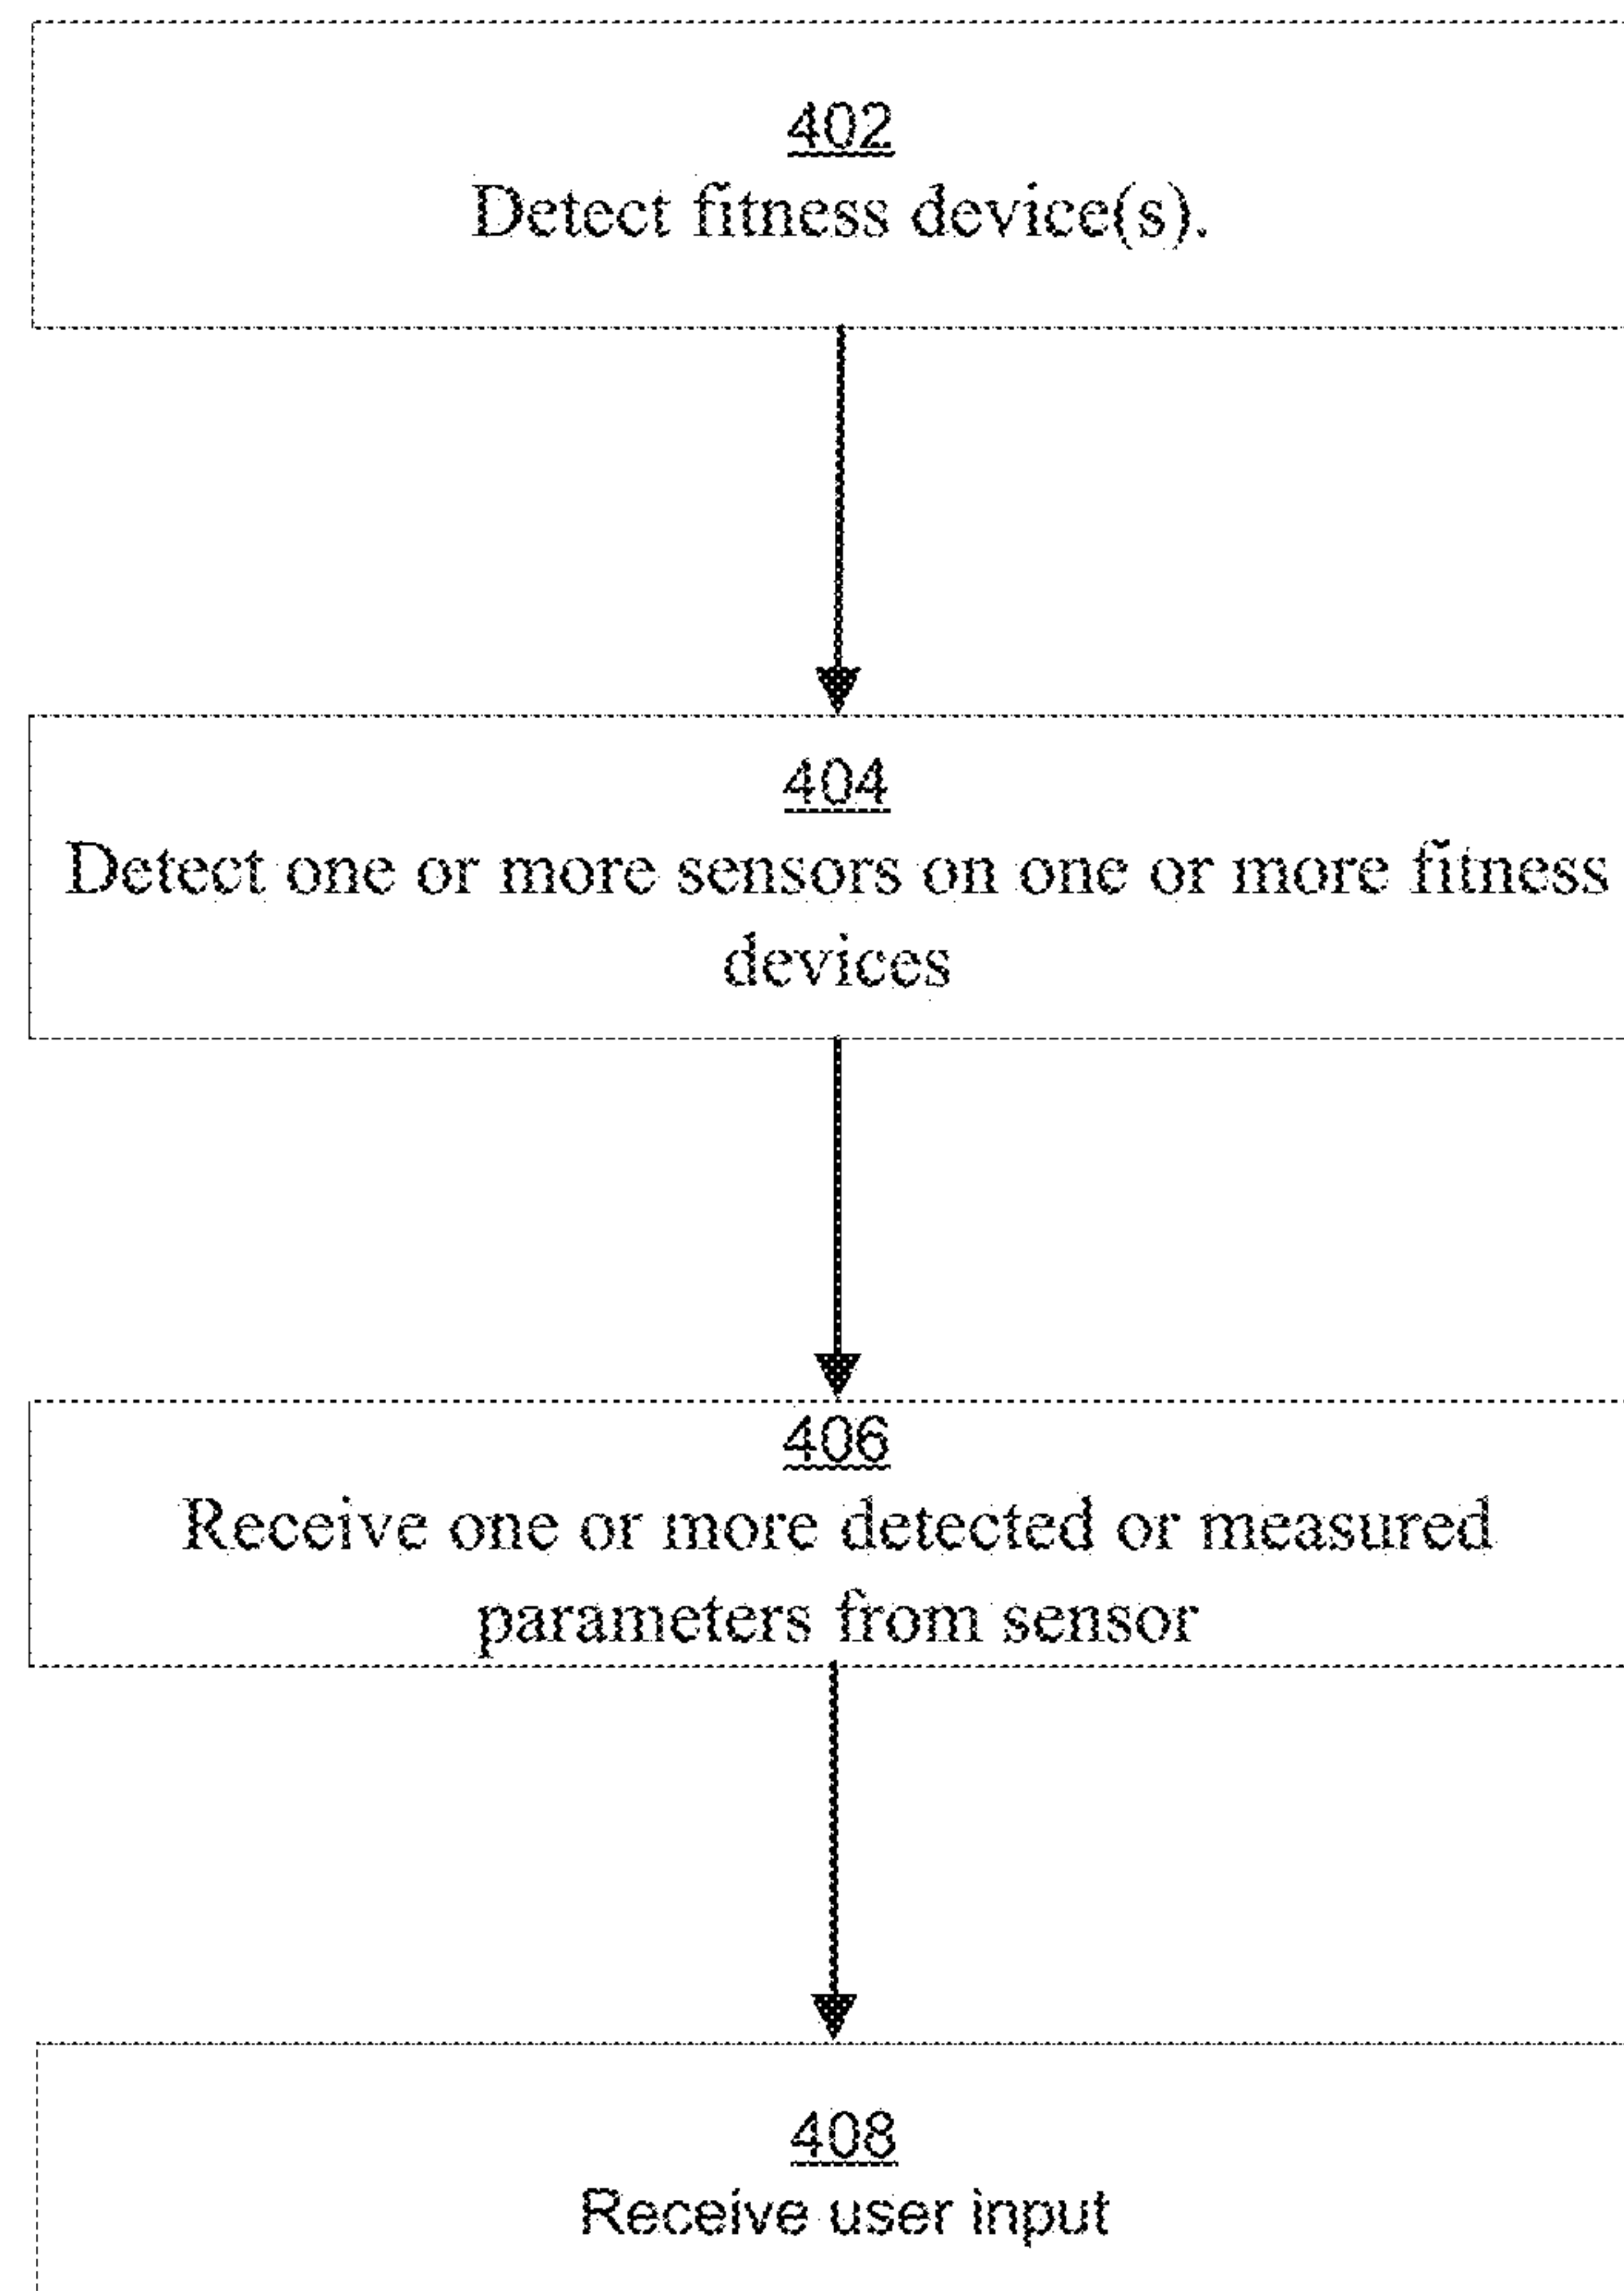 402
Detect fitness device(s).
404
Detect one or more sensors on one or more fitness
devices
406
Receive one or more detected or measured
parameters from sensor
408
Receive user input